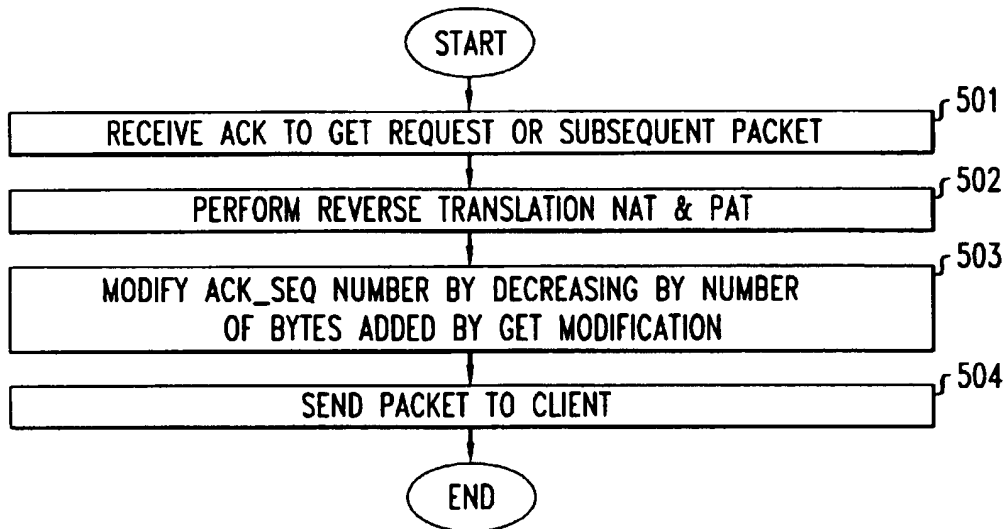 START
501
RECEIVE ACK TO GET REQUEST OR SUBSEQUENT PACKET
502
PERFORM REVERSE TRANSLATION NAT & PAT
503
MODIFY ACK_SEQ NUMBER BY DECREASING BY NUMBER
OF BYTES ADDED BY GET MODIFICATION
504
SEND PACKET TO CLIENT
END